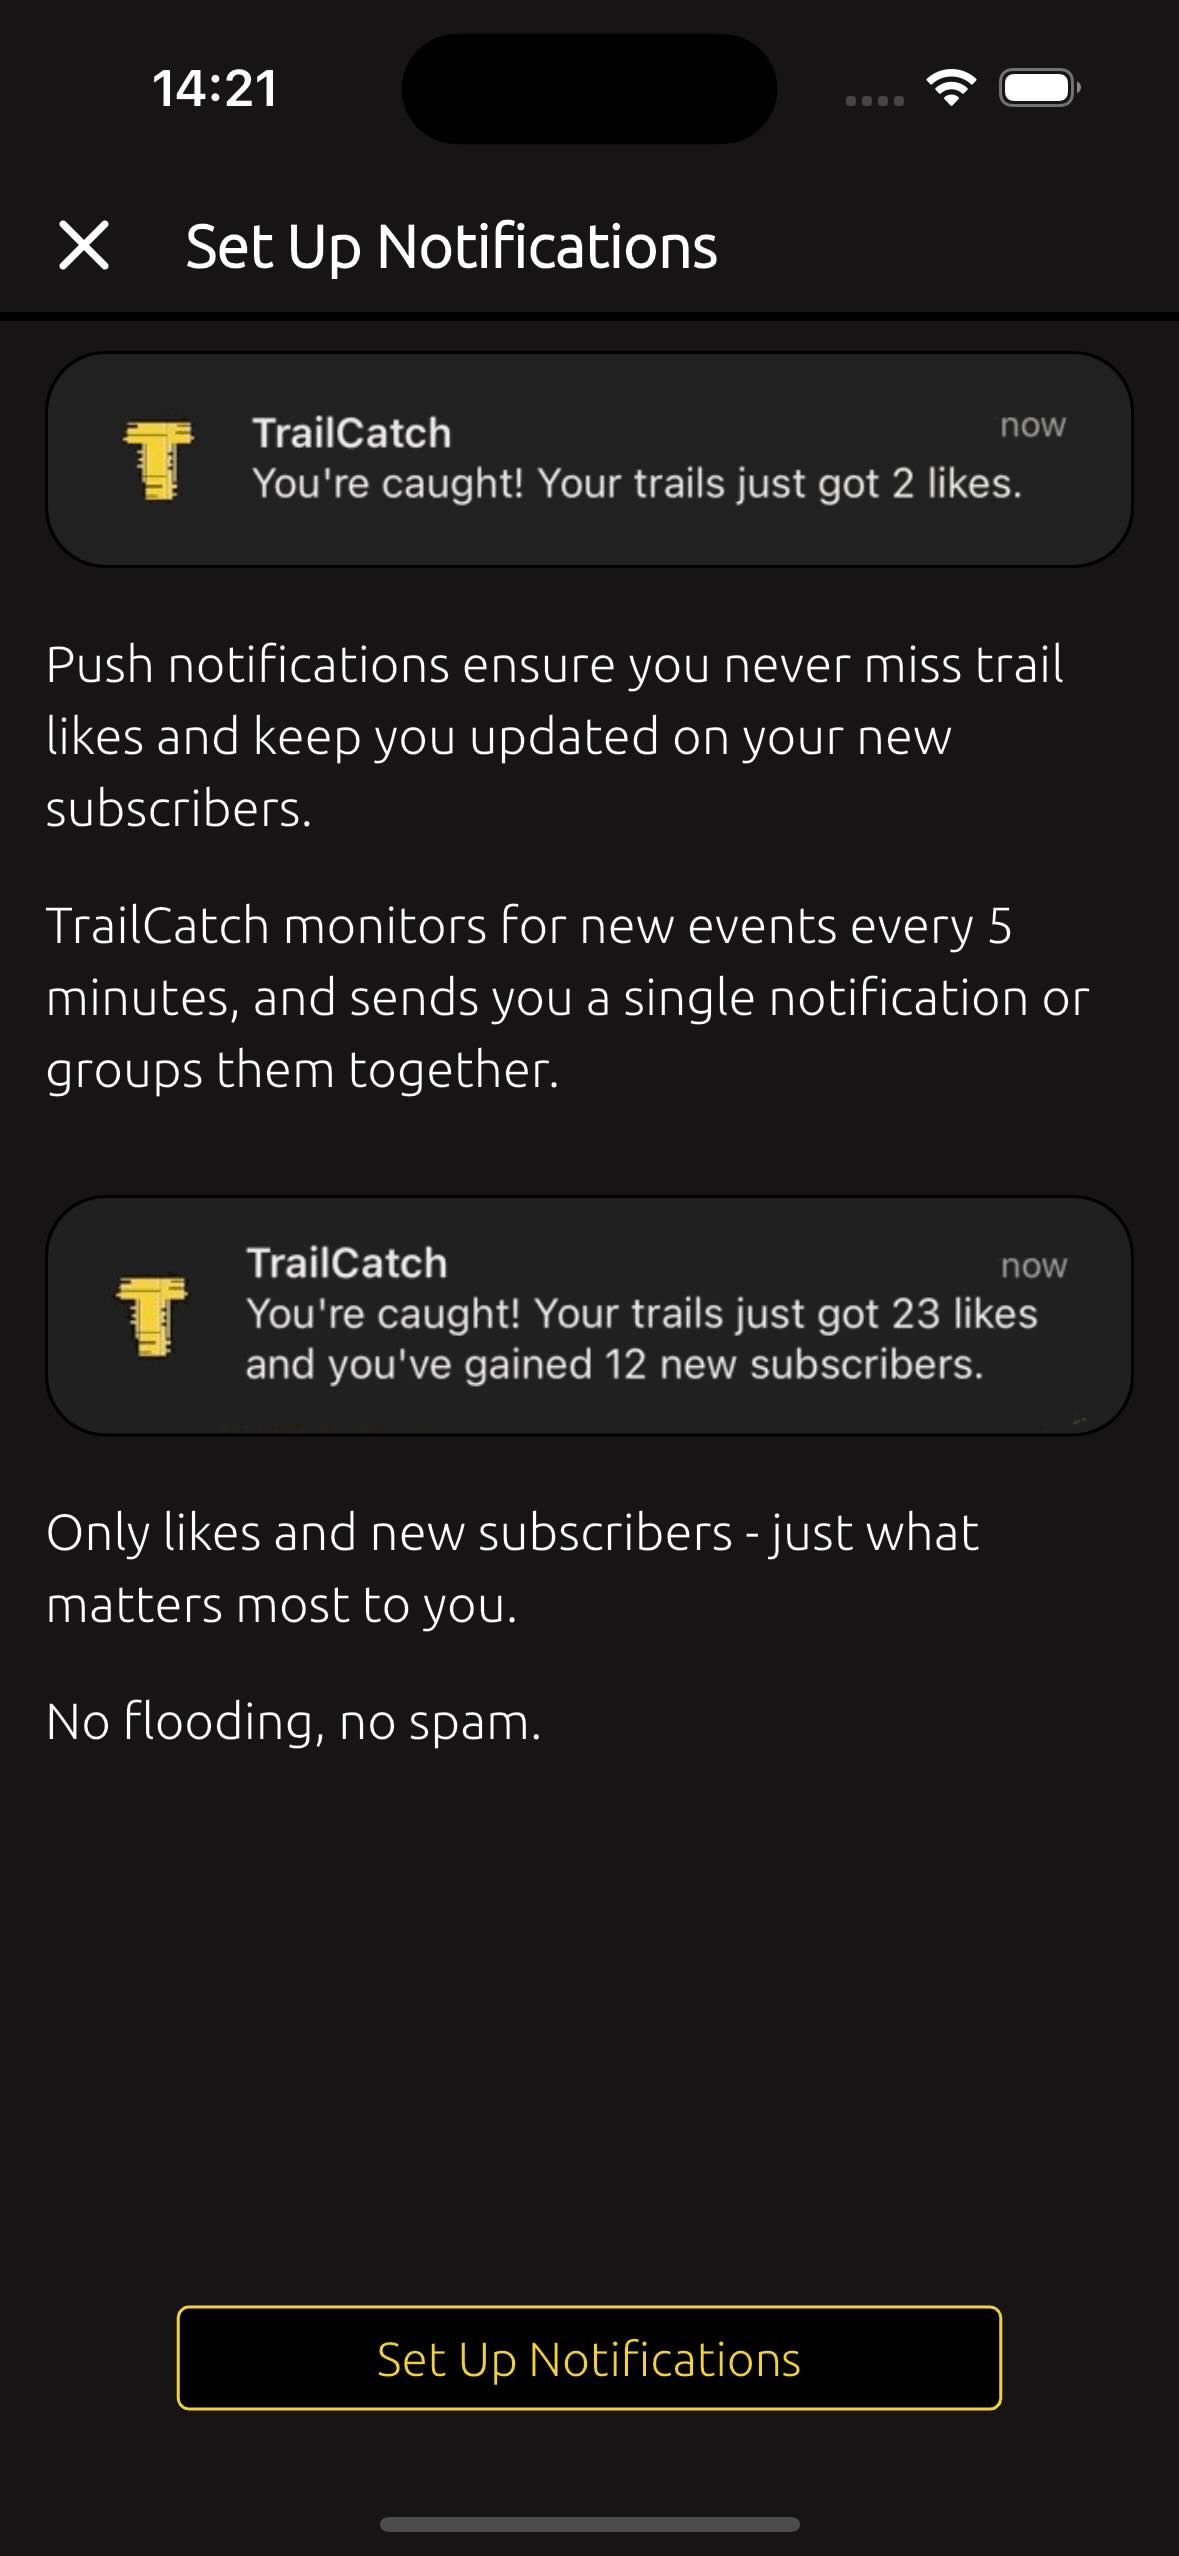 14:21
Set Up Notifications
TrailCatch
now
You're caught! Your trails just got 2 likes.
Push notifications ensure you never miss trail
likes and keep you updated on your new
subscribers.
TrailCatch monitors for new events every 5
minutes, and sends you a single notification or
groups them together.
TrailCatch
now
You're caught! Your trails just got 23 likes
and you've gained 12 new subscribers.
Only likes and new subscribers - just what
matters most to you.
No flooding, no spam.
Set Up Notifications